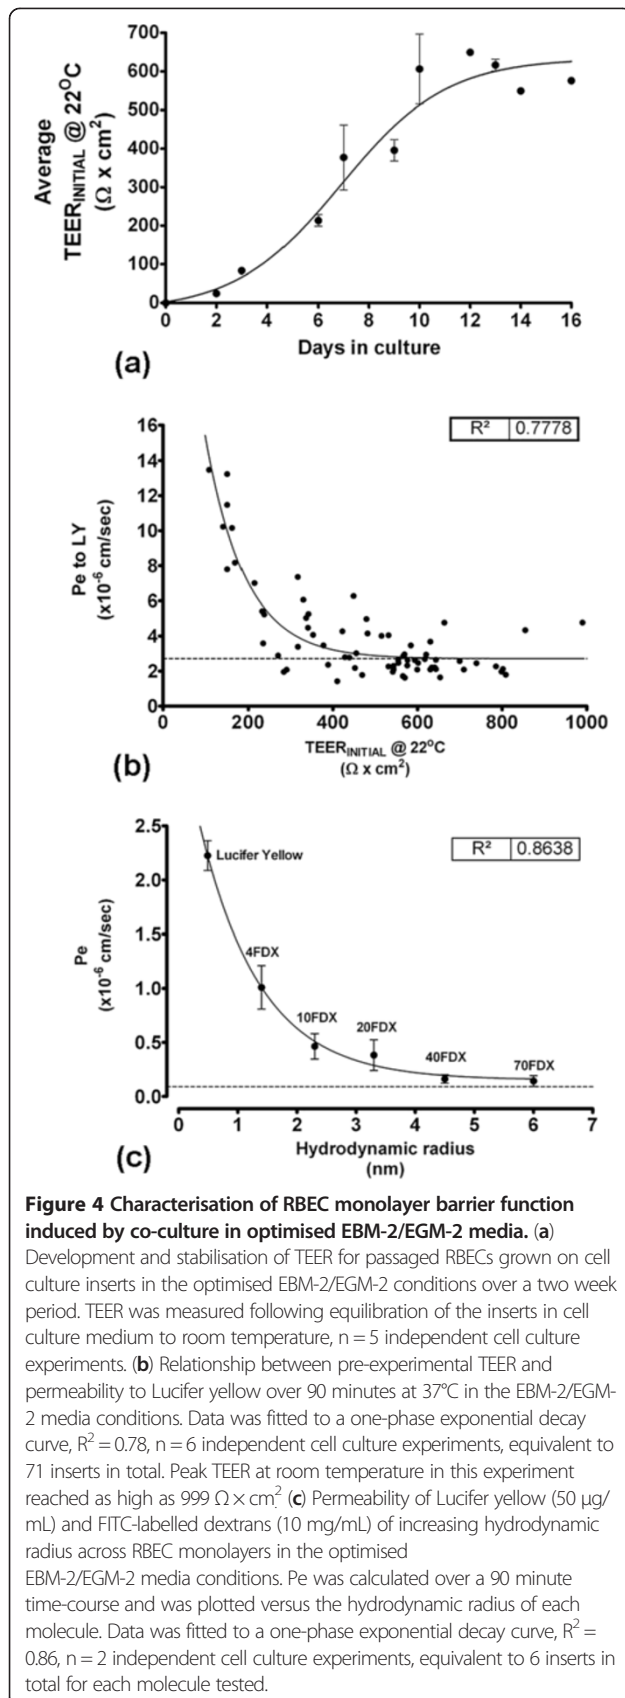 700
600
500
400
300
200
100
0
Average
TEER_INITIAL @ 22°C
(Ω x cm²)
0 2 4 6 8 10 12 14 16
Days in culture
(a)
16
14
12
10
8
6
4
2
0
Pe to LY
(x10⁻⁶ cm/sec)
R² 0.7778
0 200 400 600 800 1000
TEER_INITIAL @ 22°C
(Ω x cm²)
(b)
2.5
2.0
1.5
1.0
0.5
0.0
Pe
(x10⁻⁶ cm/sec)
R² 0.8638
Lucifer Yellow
4FDX
10FDX
20FDX
40FDX
70FDX
0 1 2 3 4 5 6 7
Hydrodynamic radius
(nm)
(c)
Figure 4 Characterisation of RBEC monolayer barrier function
induced by co-culture in optimised EBM-2/EGM-2 media. (a)
Development and stabilisation of TEER for passaged RBECs grown on cell
culture inserts in the optimised EBM-2/EGM-2 conditions over a two week
period. TEER was measured following equilibration of the inserts in cell
culture medium to room temperature, n = 5 independent cell culture
experiments. (b) Relationship between pre-experimental TEER and
permeability to Lucifer yellow over 90 minutes at 37°C in the EBM-2/EGM-
2 media conditions. Data was fitted to a one-phase exponential decay
curve, R² = 0.78, n = 6 independent cell culture experiments, equivalent to
71 inserts in total. Peak TEER at room temperature in this experiment
reached as high as 999 Ω × cm². (c) Permeability of Lucifer yellow (50 μg/
mL) and FITC-labelled dextrans (10 mg/mL) of increasing hydrodynamic
radius across RBEC monolayers in the optimised
EBM-2/EGM-2 media conditions. Pe was calculated over a 90 minute
time-course and was plotted versus the hydrodynamic radius of each
molecule. Data was fitted to a one-phase exponential decay curve, R² =
0.86, n = 2 independent cell culture experiments, equivalent to 6 inserts in
total for each molecule tested.